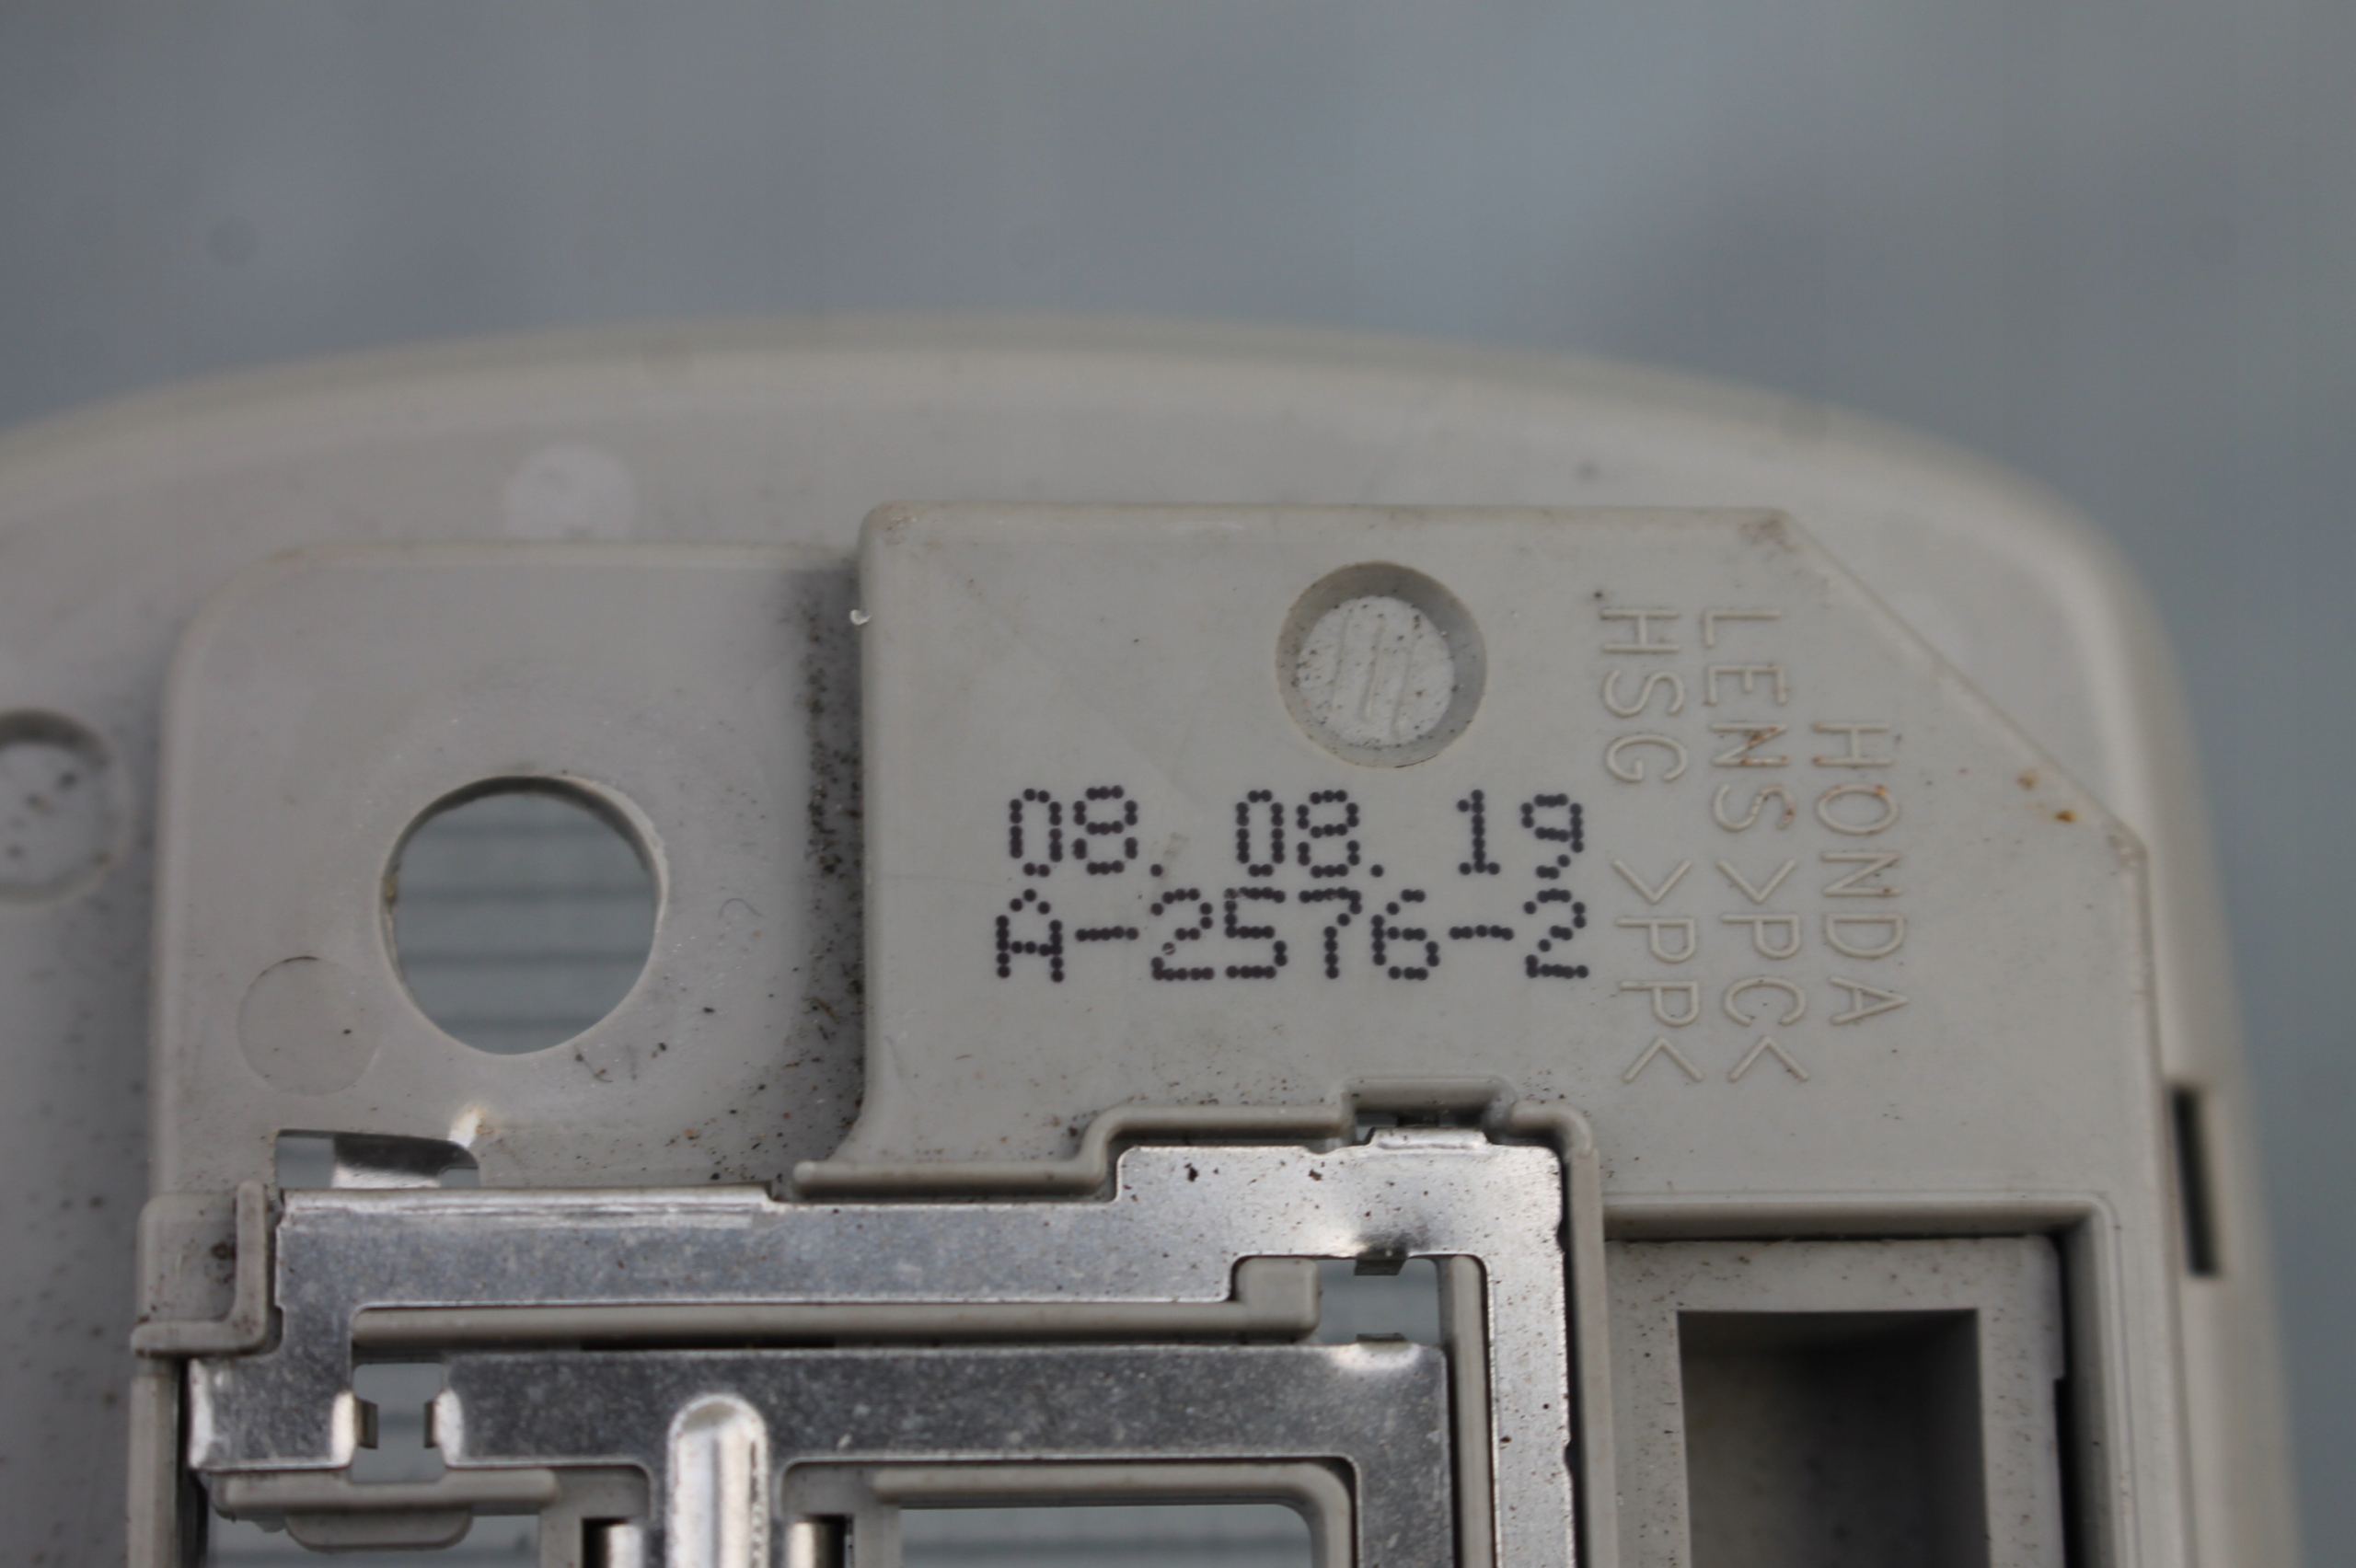 08. 08. 19
A-2576-2
HONDA
LENS >PC<
HSG >PP<